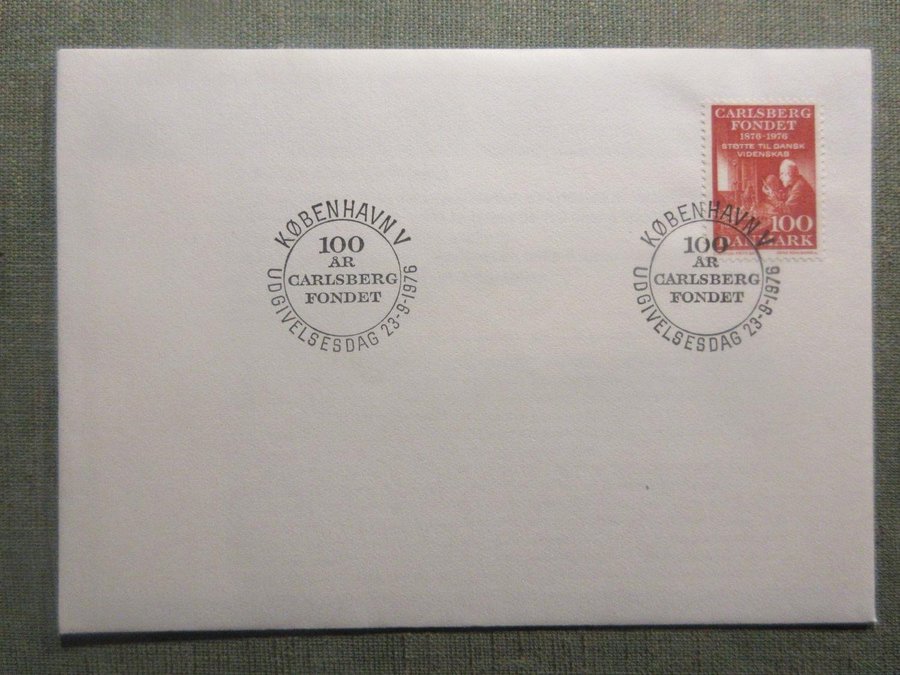 CARLSBERG
FONDET
1876-1976
STØTTE TIL DANSK
VIDENSKAB
100
DANMARK
KØBENHAVN V
100
ÅR
CARLSBERG
FONDET
UDGIVELSESDAG 23-9-1976
KØBENHAVN V
100
ÅR
CARLSBERG
FONDET
UDGIVELSESDAG 23-9-1976